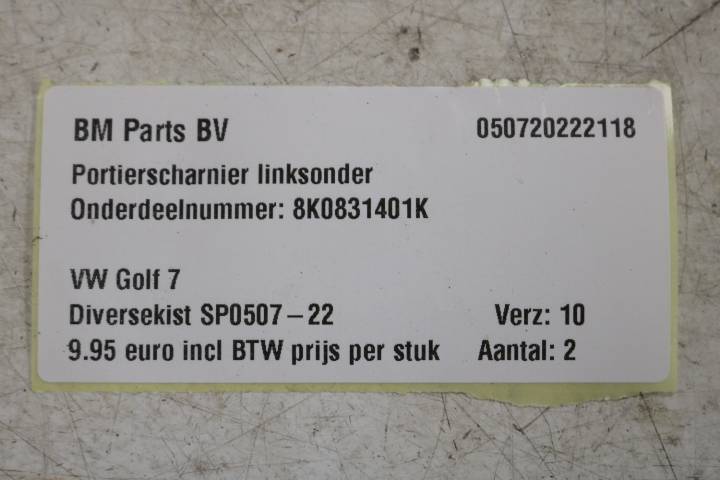 BM Parts BV 050720222118
Portierscharnier linksonder
Onderdeelnummer: 8K0831401K
VW Golf 7
Diversekist SP0507-22 Verz: 10
9.95 euro incl BTW prijs per stuk Aantal: 2